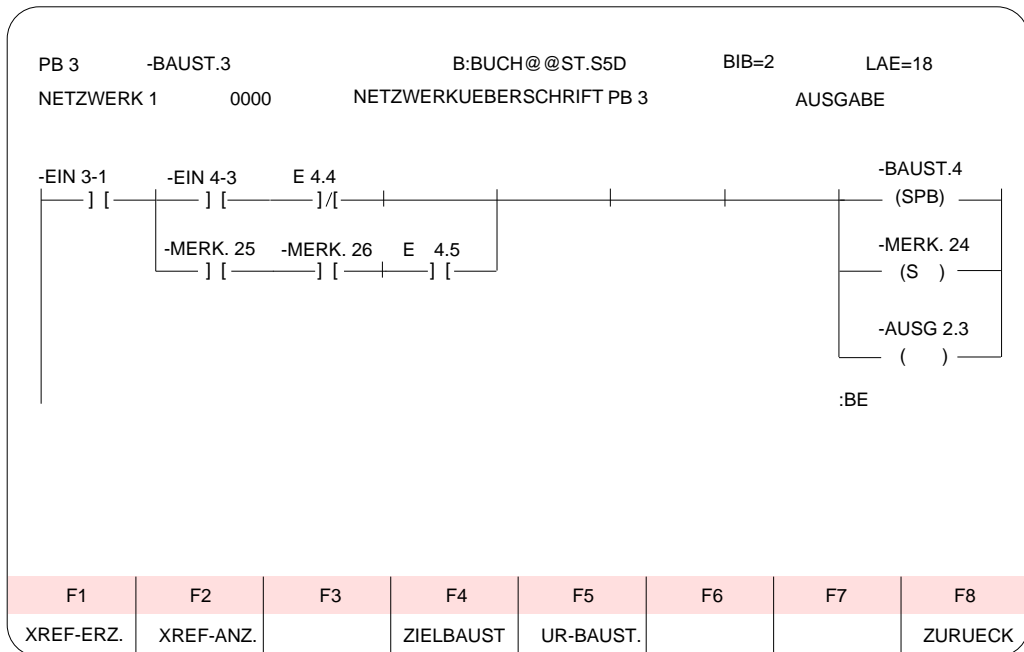 PB 3 -BAUST.3 B:BUCH@@ST.S5D BIB=2 LAE=18
NETZWERK 1 0000 NETZWERKUEBERSCHRIFT PB 3 AUSGABE
-EIN 3-1 -EIN 4-3 E 4.4 -BAUST.4
] [ ] [ ]/[ (SPB)
-MERK. 25 -MERK. 26 E 4.5 -MERK. 24
] [ ] [ ] [ (S )
-AUSG 2.3
( )
:BE
F1 F2 F3 F4 F5 F6 F7 F8
XREF-ERZ. XREF-ANZ. ZIELBAUST UR-BAUST. ZURUECK